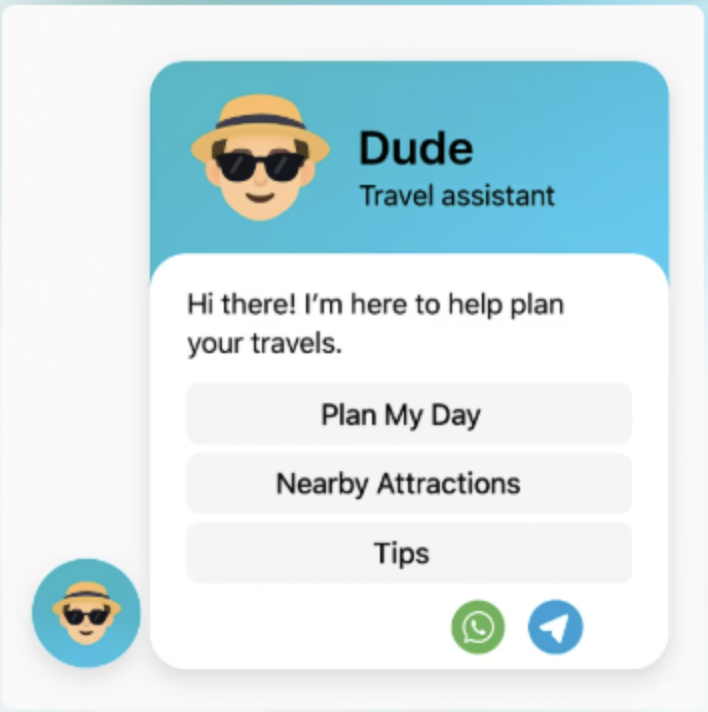 Dude
Travel assistant
Hi there! I’m here to help plan
your travels.
Plan My Day
Nearby Attractions
Tips